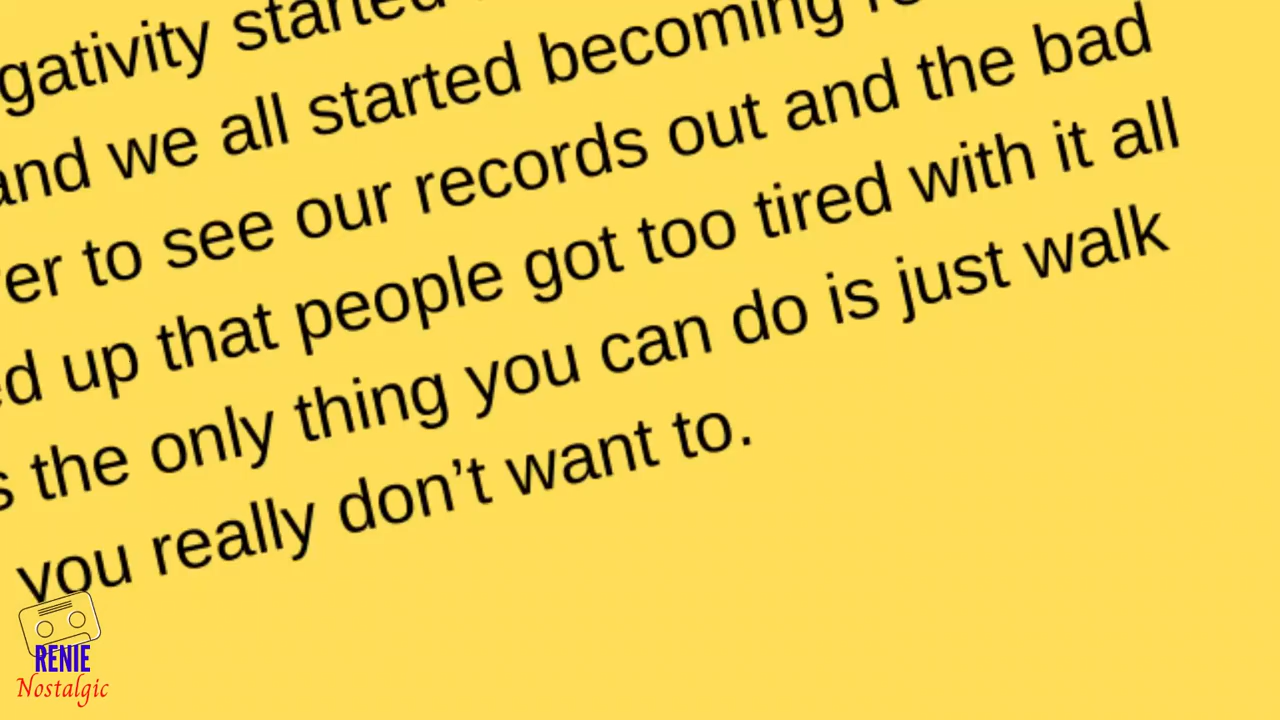 started
and we all started becoming
to see our records out and the bad
up that people got too tired with it all
the only thing you can do is just walk
you really don’t want to.
RENIE
Nostalgic